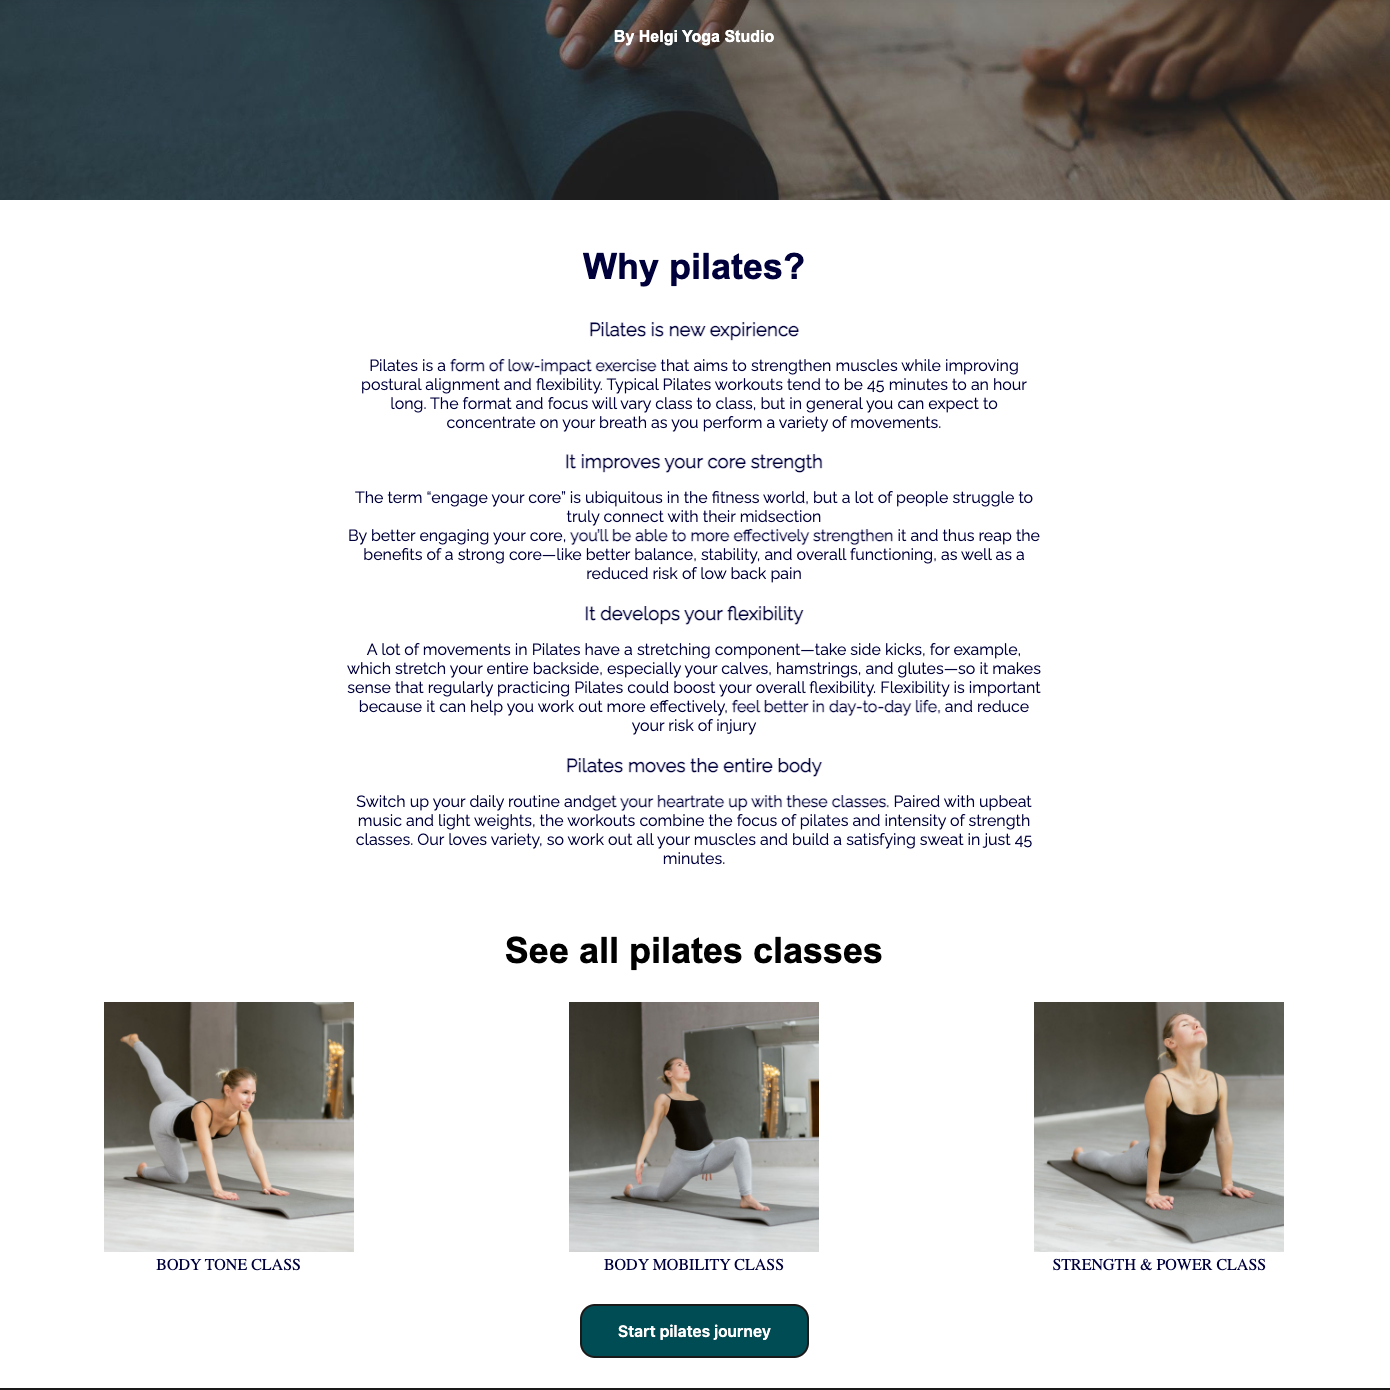 By Helgi Yoga Studio
Why pilates?
Pilates is new expirience
Pilates is a form of low-impact exercise that aims to strengthen muscles while improving
postural alignment and flexibility. Typical Pilates workouts tend to be 45 minutes to an hour
long. The format and focus will vary class to class, but in general you can expect to
concentrate on your breath as you perform a variety of movements.
It improves your core strength
The term “engage your core” is ubiquitous in the fitness world, but a lot of people struggle to
truly connect with their midsection
By better engaging your core, you’ll be able to more effectively strengthen it and thus reap the
benefits of a strong core—like better balance, stability, and overall functioning, as well as a
reduced risk of low back pain
It develops your flexibility
A lot of movements in Pilates have a stretching component—take side kicks, for example,
which stretch your entire backside, especially your calves, hamstrings, and glutes—so it makes
sense that regularly practicing Pilates could boost your overall flexibility. Flexibility is important
because it can help you work out more effectively, feel better in day-to-day life, and reduce
your risk of injury
Pilates moves the entire body
Switch up your daily routine andget your heartrate up with these classes. Paired with upbeat
music and light weights, the workouts combine the focus of pilates and intensity of strength
classes. Our loves variety, so work out all your muscles and build a satisfying sweat in just 45
minutes.
See all pilates classes
BODY TONE CLASS
BODY MOBILITY CLASS
STRENGTH & POWER CLASS
Start pilates journey